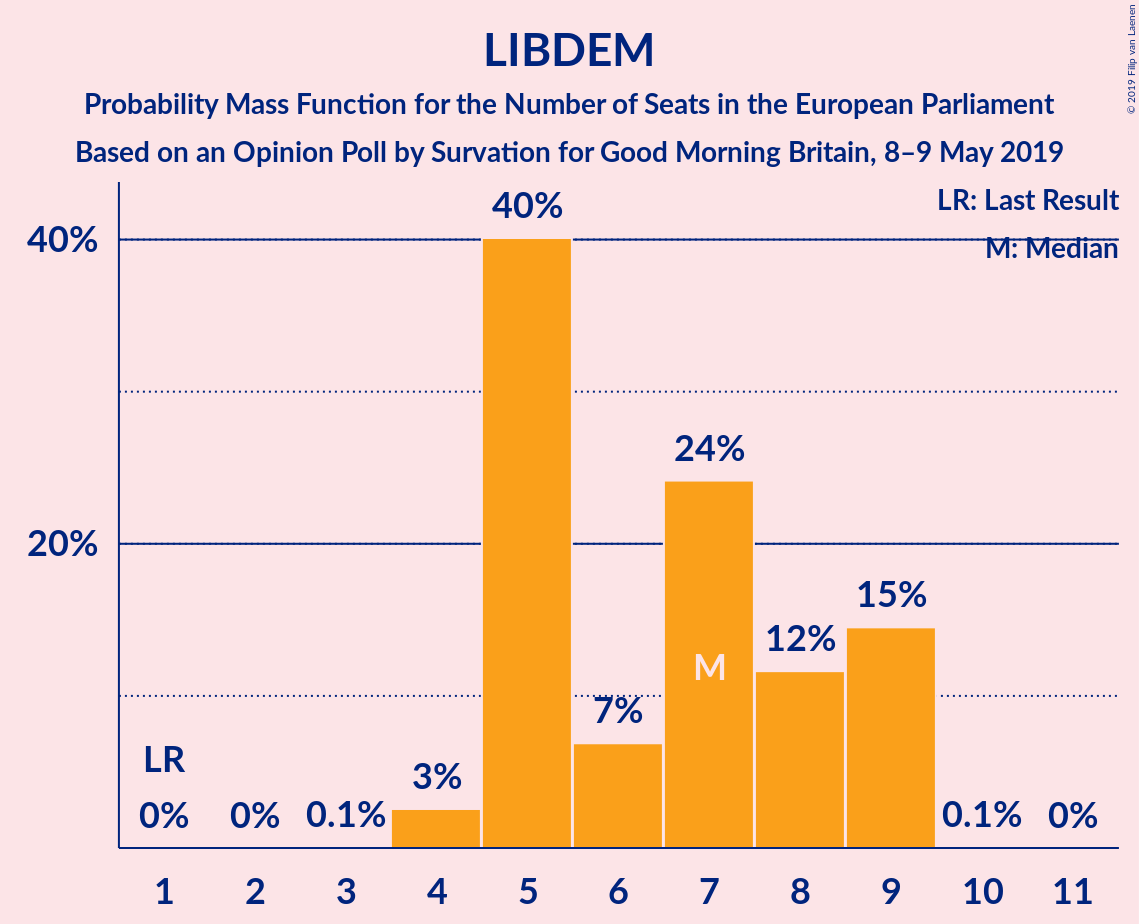 LIBDEM
Probability Mass Function for the Number of Seats in the European Parliament
Based on an Opinion Poll by Survation for Good Morning Britain, 8–9 May 2019
© 2019 Filip van Laenen
LR: Last Result
M: Median
40%
20%
40%
24%
15%
12%
M
7%
LR
3%
0%
0%
0.1%
0.1%
0%
1 2 3 4 5 6 7 8 9 10 11